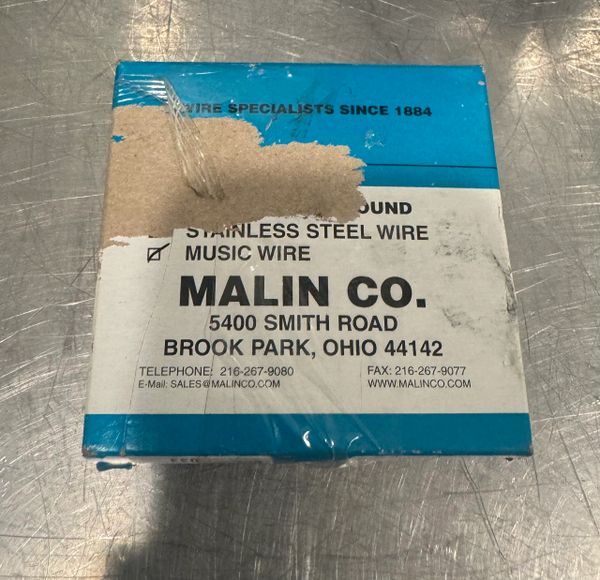 WIRE SPECIALISTS SINCE 1884
STAINLESS STEEL WIRE
MUSIC WIRE
MALIN CO.
5400 SMITH ROAD
BROOK PARK, OHIO 44142
TELEPHONE: 216-267-9080 FAX: 216-267-9077
E-Mail: SALES@MALINCO.COM WWW.MALINCO.COM